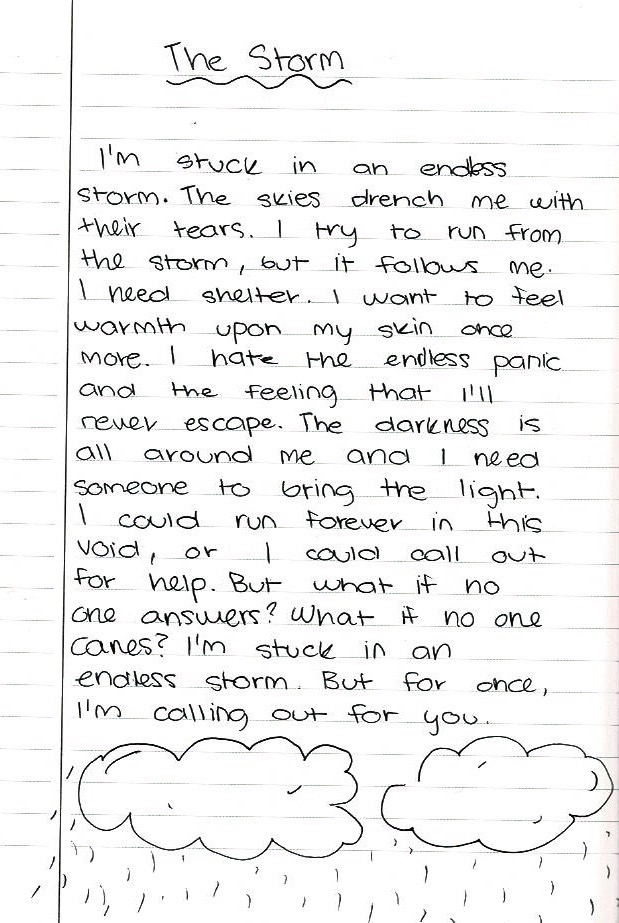 The Storm
I'm stuck in an endless
storm. The skies drench me with
their tears. I try to run from
the storm, but it follows me.
I need shelter. I want to feel
warmth upon my skin once
more. I hate the endless panic
and the feeling that I'll
never escape. The darkness is
all around me and I need
someone to bring the light.
I could run forever in this
void, or I could call out
for help. But what if no
one answers? What if no one
cares? I'm stuck in an
endless storm. But for once,
I'm calling out for you.